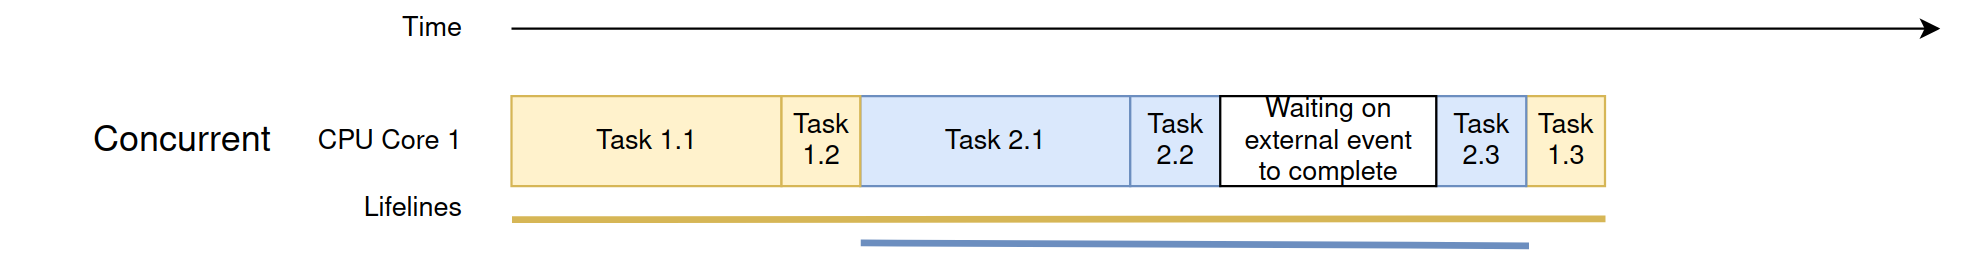 Time
Concurrent
CPU Core 1
Task 1.1
Task
1.2
Task 2.1
Task
2.2
Waiting on
external event
to complete
Task
2.3
Task
1.3
Lifelines